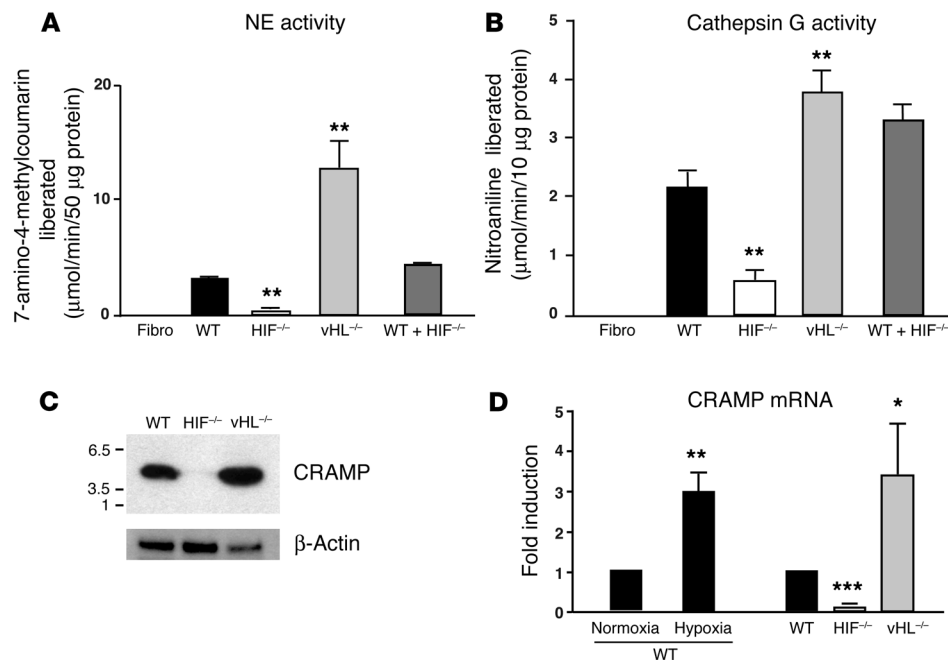 A
NE activity
7-amino-4-methylcoumarin
liberated
(μmol/min/50 μg protein)
20
10
0
**
**
Fibro WT HIF⁻/⁻ vHL⁻/⁻ WT + HIF⁻/⁻
B
Cathepsin G activity
Nitroaniline liberated
(μmol/min/10 μg protein)
5
4
3
2
1
0
**
**
Fibro WT HIF⁻/⁻ vHL⁻/⁻ WT + HIF⁻/⁻
C
WT HIF⁻/⁻ vHL⁻/⁻
6.5
3.5
1
CRAMP
β-Actin
D
CRAMP mRNA
Fold induction
5
4
3
2
1
0
**
***
*
Normoxia Hypoxia WT HIF⁻/⁻ vHL⁻/⁻
WT